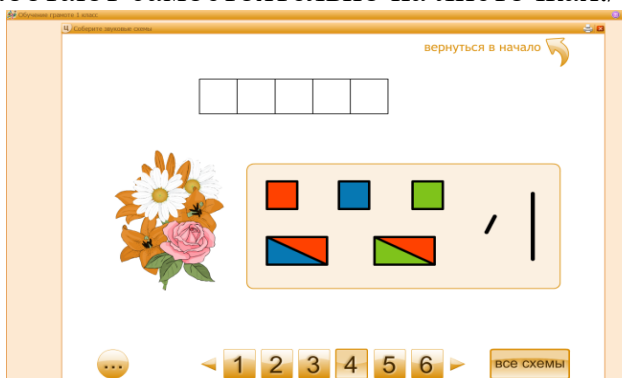 Обучение грамоте 1 класс
Соберите звуковые схемы
вернуться в начало
... 1 2 3 4 5 6 все схемы